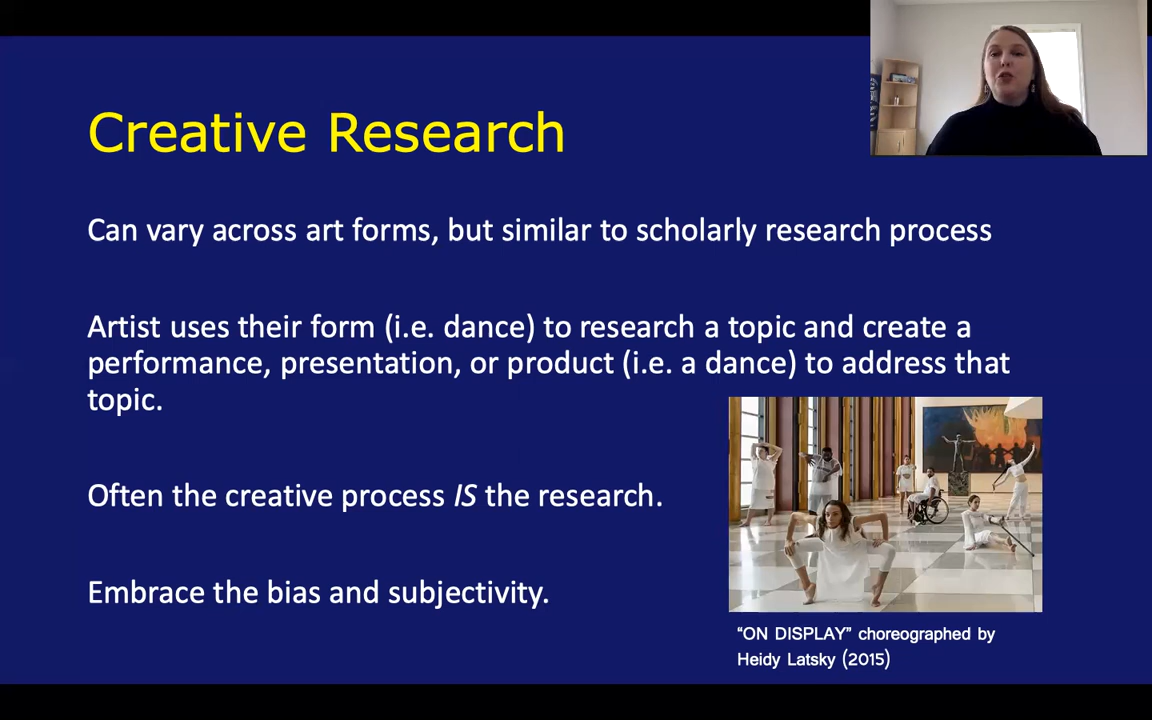 Creative Research
Can vary across art forms, but similar to scholarly research process
Artist uses their form (i.e. dance) to research a topic and create a
performance, presentation, or product (i.e. a dance) to address that
topic.
Often the creative process IS the research.
Embrace the bias and subjectivity.
“ON DISPLAY” choreographed by
Heidy Latsky (2015)